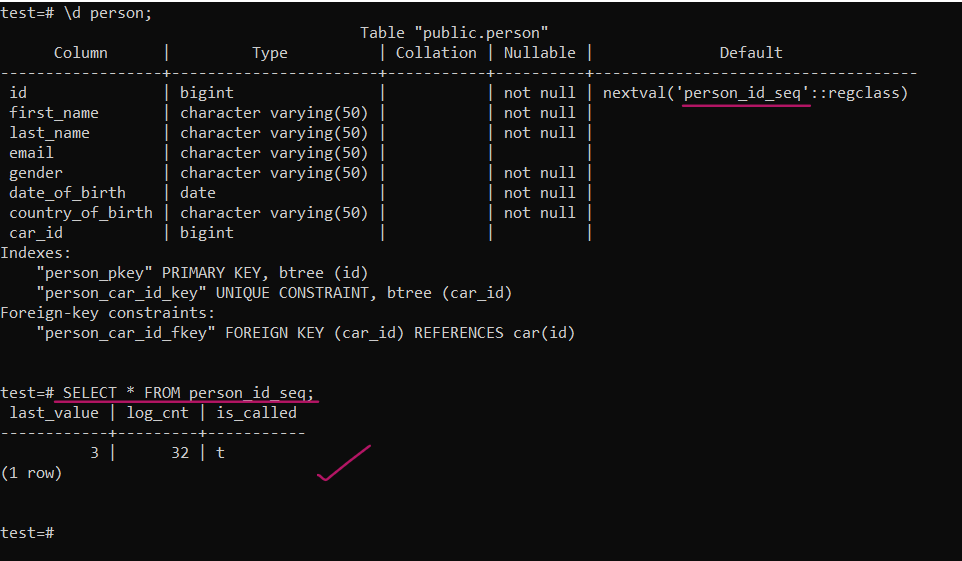 test=# \d person;
                                        Table "public.person"
      Column      |         Type          | Collation | Nullable |              Default
------------------+-----------------------+-----------+----------+------------------------------------
 id               | bigint                |           | not null | nextval('person_id_seq'::regclass)
 first_name       | character varying(50) |           | not null |
 last_name        | character varying(50) |           | not null |
 email            | character varying(50) |           |          |
 gender           | character varying(50) |           | not null |
 date_of_birth    | date                  |           | not null |
 country_of_birth | character varying(50) |           | not null |
 car_id           | bigint                |           |          |
Indexes:
    "person_pkey" PRIMARY KEY, btree (id)
    "person_car_id_key" UNIQUE CONSTRAINT, btree (car_id)
Foreign-key constraints:
    "person_car_id_fkey" FOREIGN KEY (car_id) REFERENCES car(id)
test=# SELECT * FROM person_id_seq;
 last_value | log_cnt | is_called
------------+---------+-----------
          3 |      32 | t
(1 row)
test=#